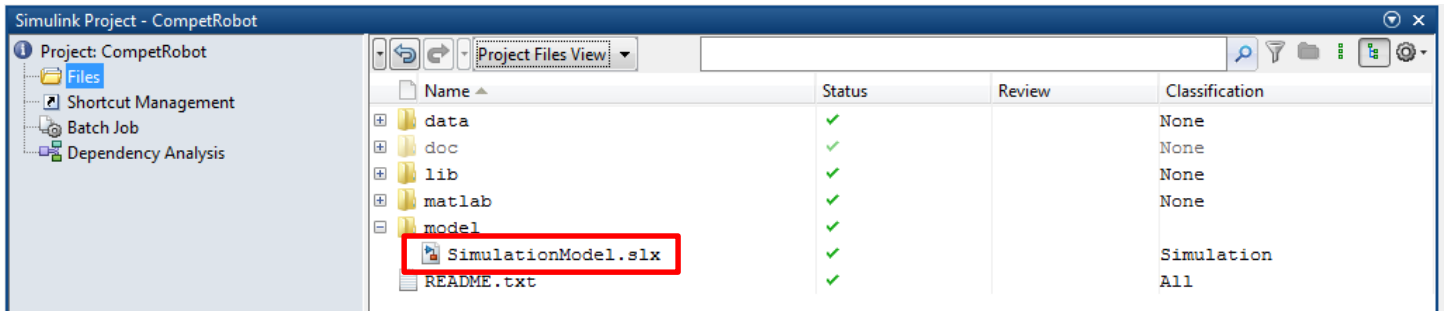 Simulink Project - CompetRobot
Project: CompetRobot
Files
Shortcut Management
Batch Job
Dependency Analysis
Project Files View
Name Status Review Classification
data None
doc None
lib None
matlab None
model
SimulationModel.slx Simulation
README.txt All